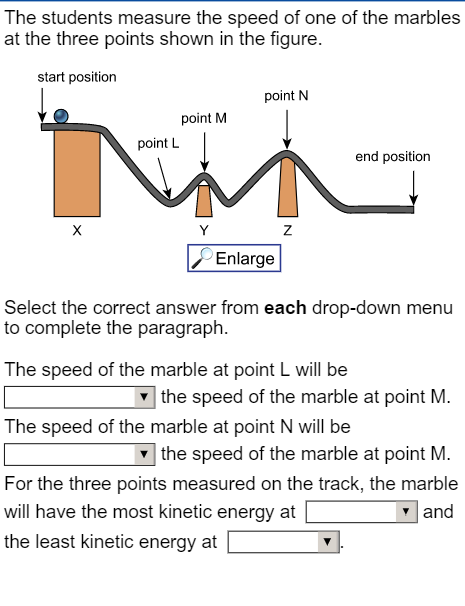 The students measure the speed of one of the marbles
at the three points shown in the figure.
start position
point N
point M
point L
end position
X
Y
Z
Enlarge
Select the correct answer from each drop-down menu
to complete the paragraph.
The speed of the marble at point L will be
the speed of the marble at point M.
The speed of the marble at point N will be
the speed of the marble at point M.
For the three points measured on the track, the marble
will have the most kinetic energy at and
the least kinetic energy at .